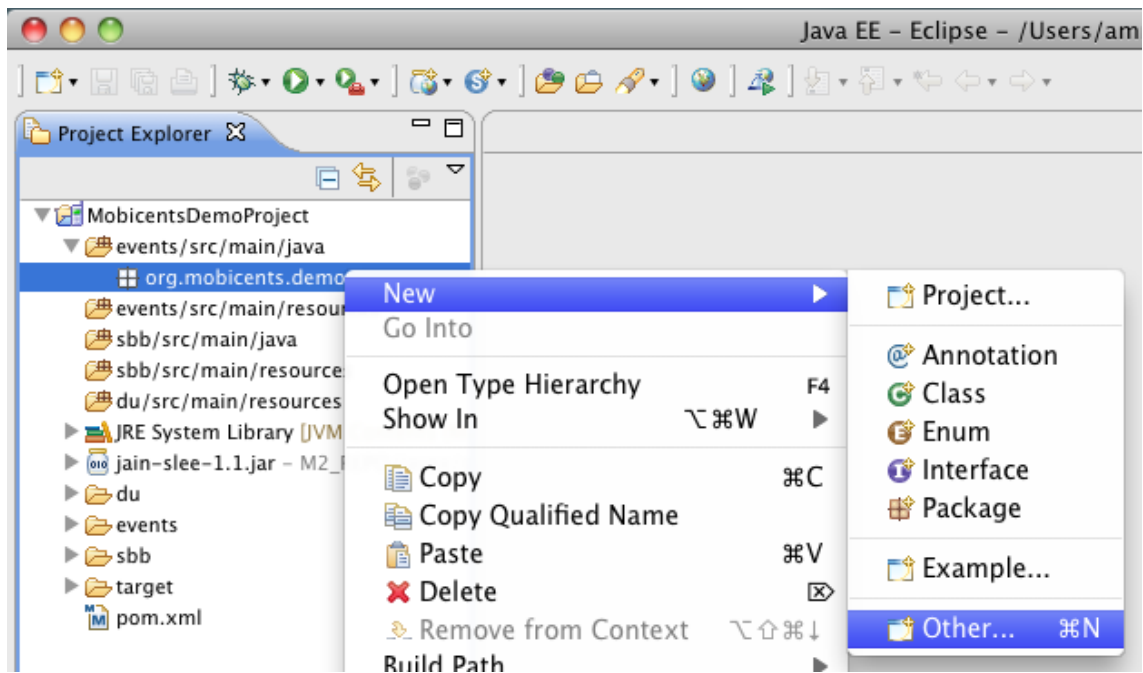 Java EE – Eclipse – /Users/am
Project Explorer
MobicentsDemoProject
events/src/main/java
org.mobicents.demo
events/src/main/resour
sbb/src/main/java
sbb/src/main/resource
du/src/main/resources
JRE System Library [JVM
jain-slee-1.1.jar – M2_
du
events
sbb
target
pom.xml
New
Go Into
Open Type Hierarchy F4
Show In ⌥⌘W
Copy ⌘C
Copy Qualified Name
Paste ⌘V
Delete ⌦
Remove from Context ⌥⇧⌘↓
Build Path
Project...
Annotation
Class
Enum
Interface
Package
Example...
Other... ⌘N